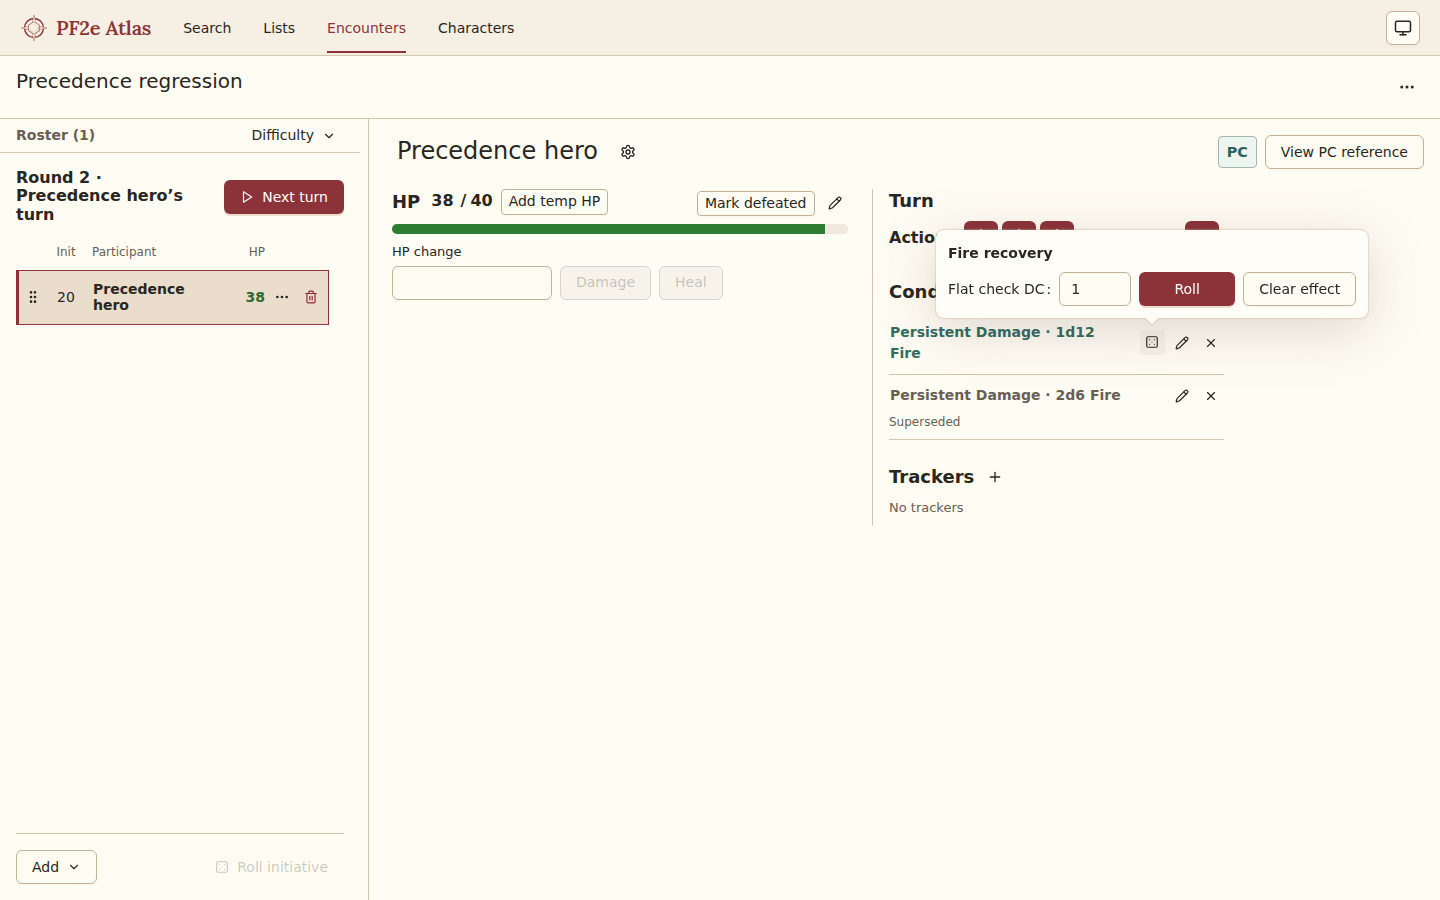 PF2e Atlas
Search
Lists
Encounters
Characters
Precedence regression
Roster (1)
Difficulty
Round 2 ·
Precedence hero’s
turn
Next turn
Init
Participant
HP
20
Precedence
hero
38
Add
Roll initiative
Precedence hero
PC
View PC reference
HP
38 / 40
Add temp HP
Mark defeated
HP change
Damage
Heal
Turn
Fire recovery
Flat check DC:
1
Roll
Clear effect
Persistent Damage · 1d12
Fire
Persistent Damage · 2d6 Fire
Superseded
Trackers
No trackers